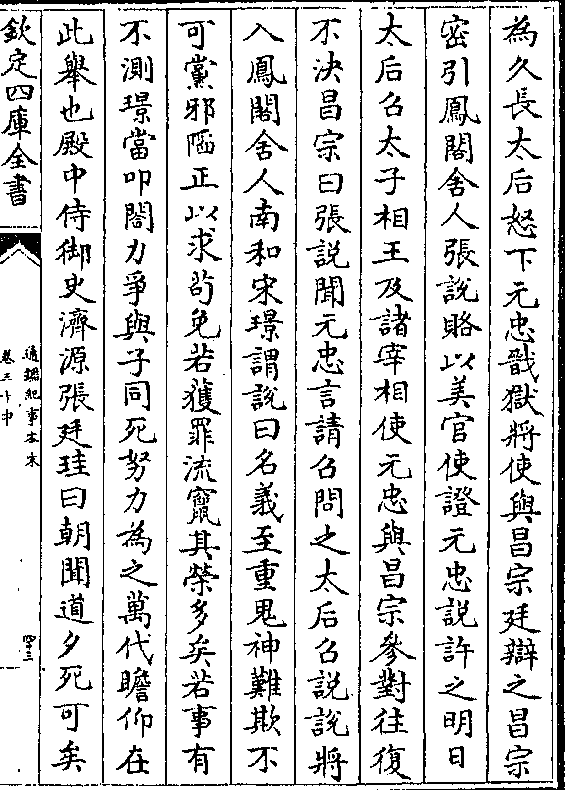 為久長太后怒下元忠戩獄將使與昌宗廷辯之昌宗
密引鳳閣舍人張說賂以美官使證元忠說許之明日
太后召太子相王及諸宰相使元忠與昌宗參對往復
不決昌宗曰張說聞元忠言請召問之太后召說說將
入鳳閣舍人南和宋璟謂說曰名義至重鬼神難欺不
可黨邪陷正以求茍免若獲罪流竄其榮多矣若事有
不測璟當叩閤力爭與子同死努力為之萬代瞻仰在
此舉也殿中侍御史濟源張廷珪曰朝聞道夕死可矣
欽定四庫全書
通鑑紀事本末
卷三十中
四三